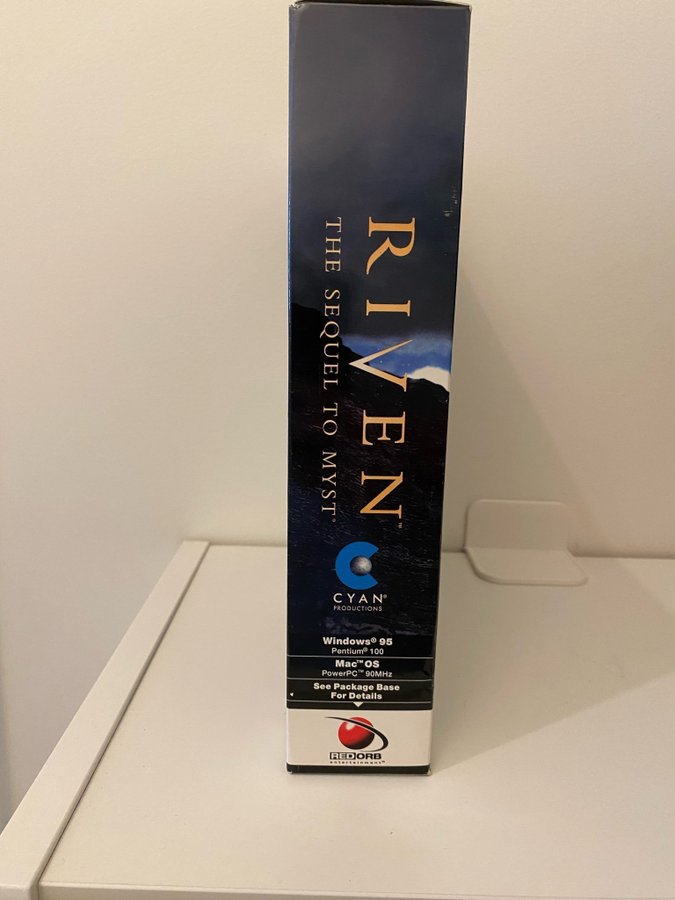 RIVEN™
THE SEQUEL TO MYST®
CYAN®
PRODUCTIONS
Windows® 95
Pentium® 100
Mac™ OS
PowerPC™ 90MHz
See Package Base
For Details
REDORB
entertainment™